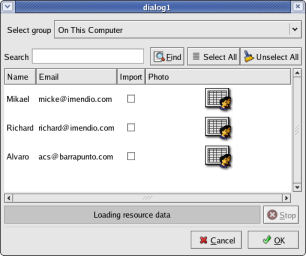 dialog1
Select group On This Computer
Search Find Select All Unselect All
Name Email Import Photo
Mikael micke@imendio.com
Richard richard@imendio.com
Alvaro acs@barrapunto.com
Loading resource data Stop
Cancel OK